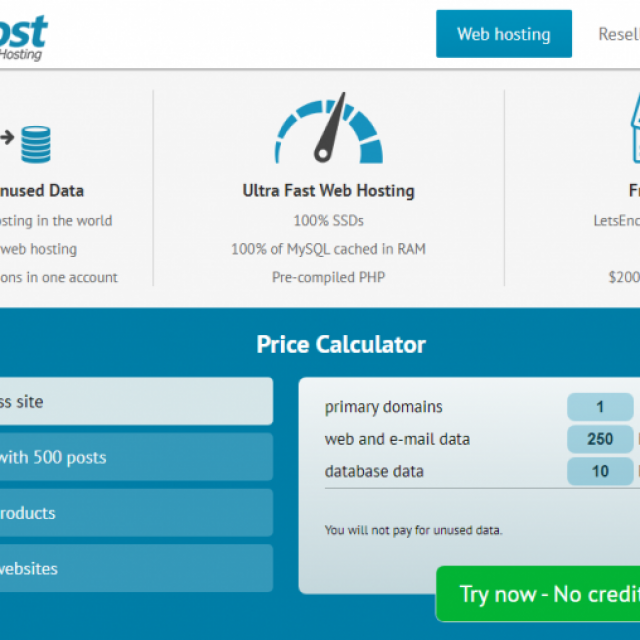 ost
Hosting
Web hosting
Resell
nused Data
osting in the world
web hosting
ons in one account
Ultra Fast Web Hosting
100% SSDs
100% of MySQL cached in RAM
Pre-compiled PHP
F
LetsEnc
$200
Price Calculator
ss site
with 500 posts
roducts
websites
primary domains 1
web and e-mail data 250
database data 10
You will not pay for unused data.
Try now - No credit